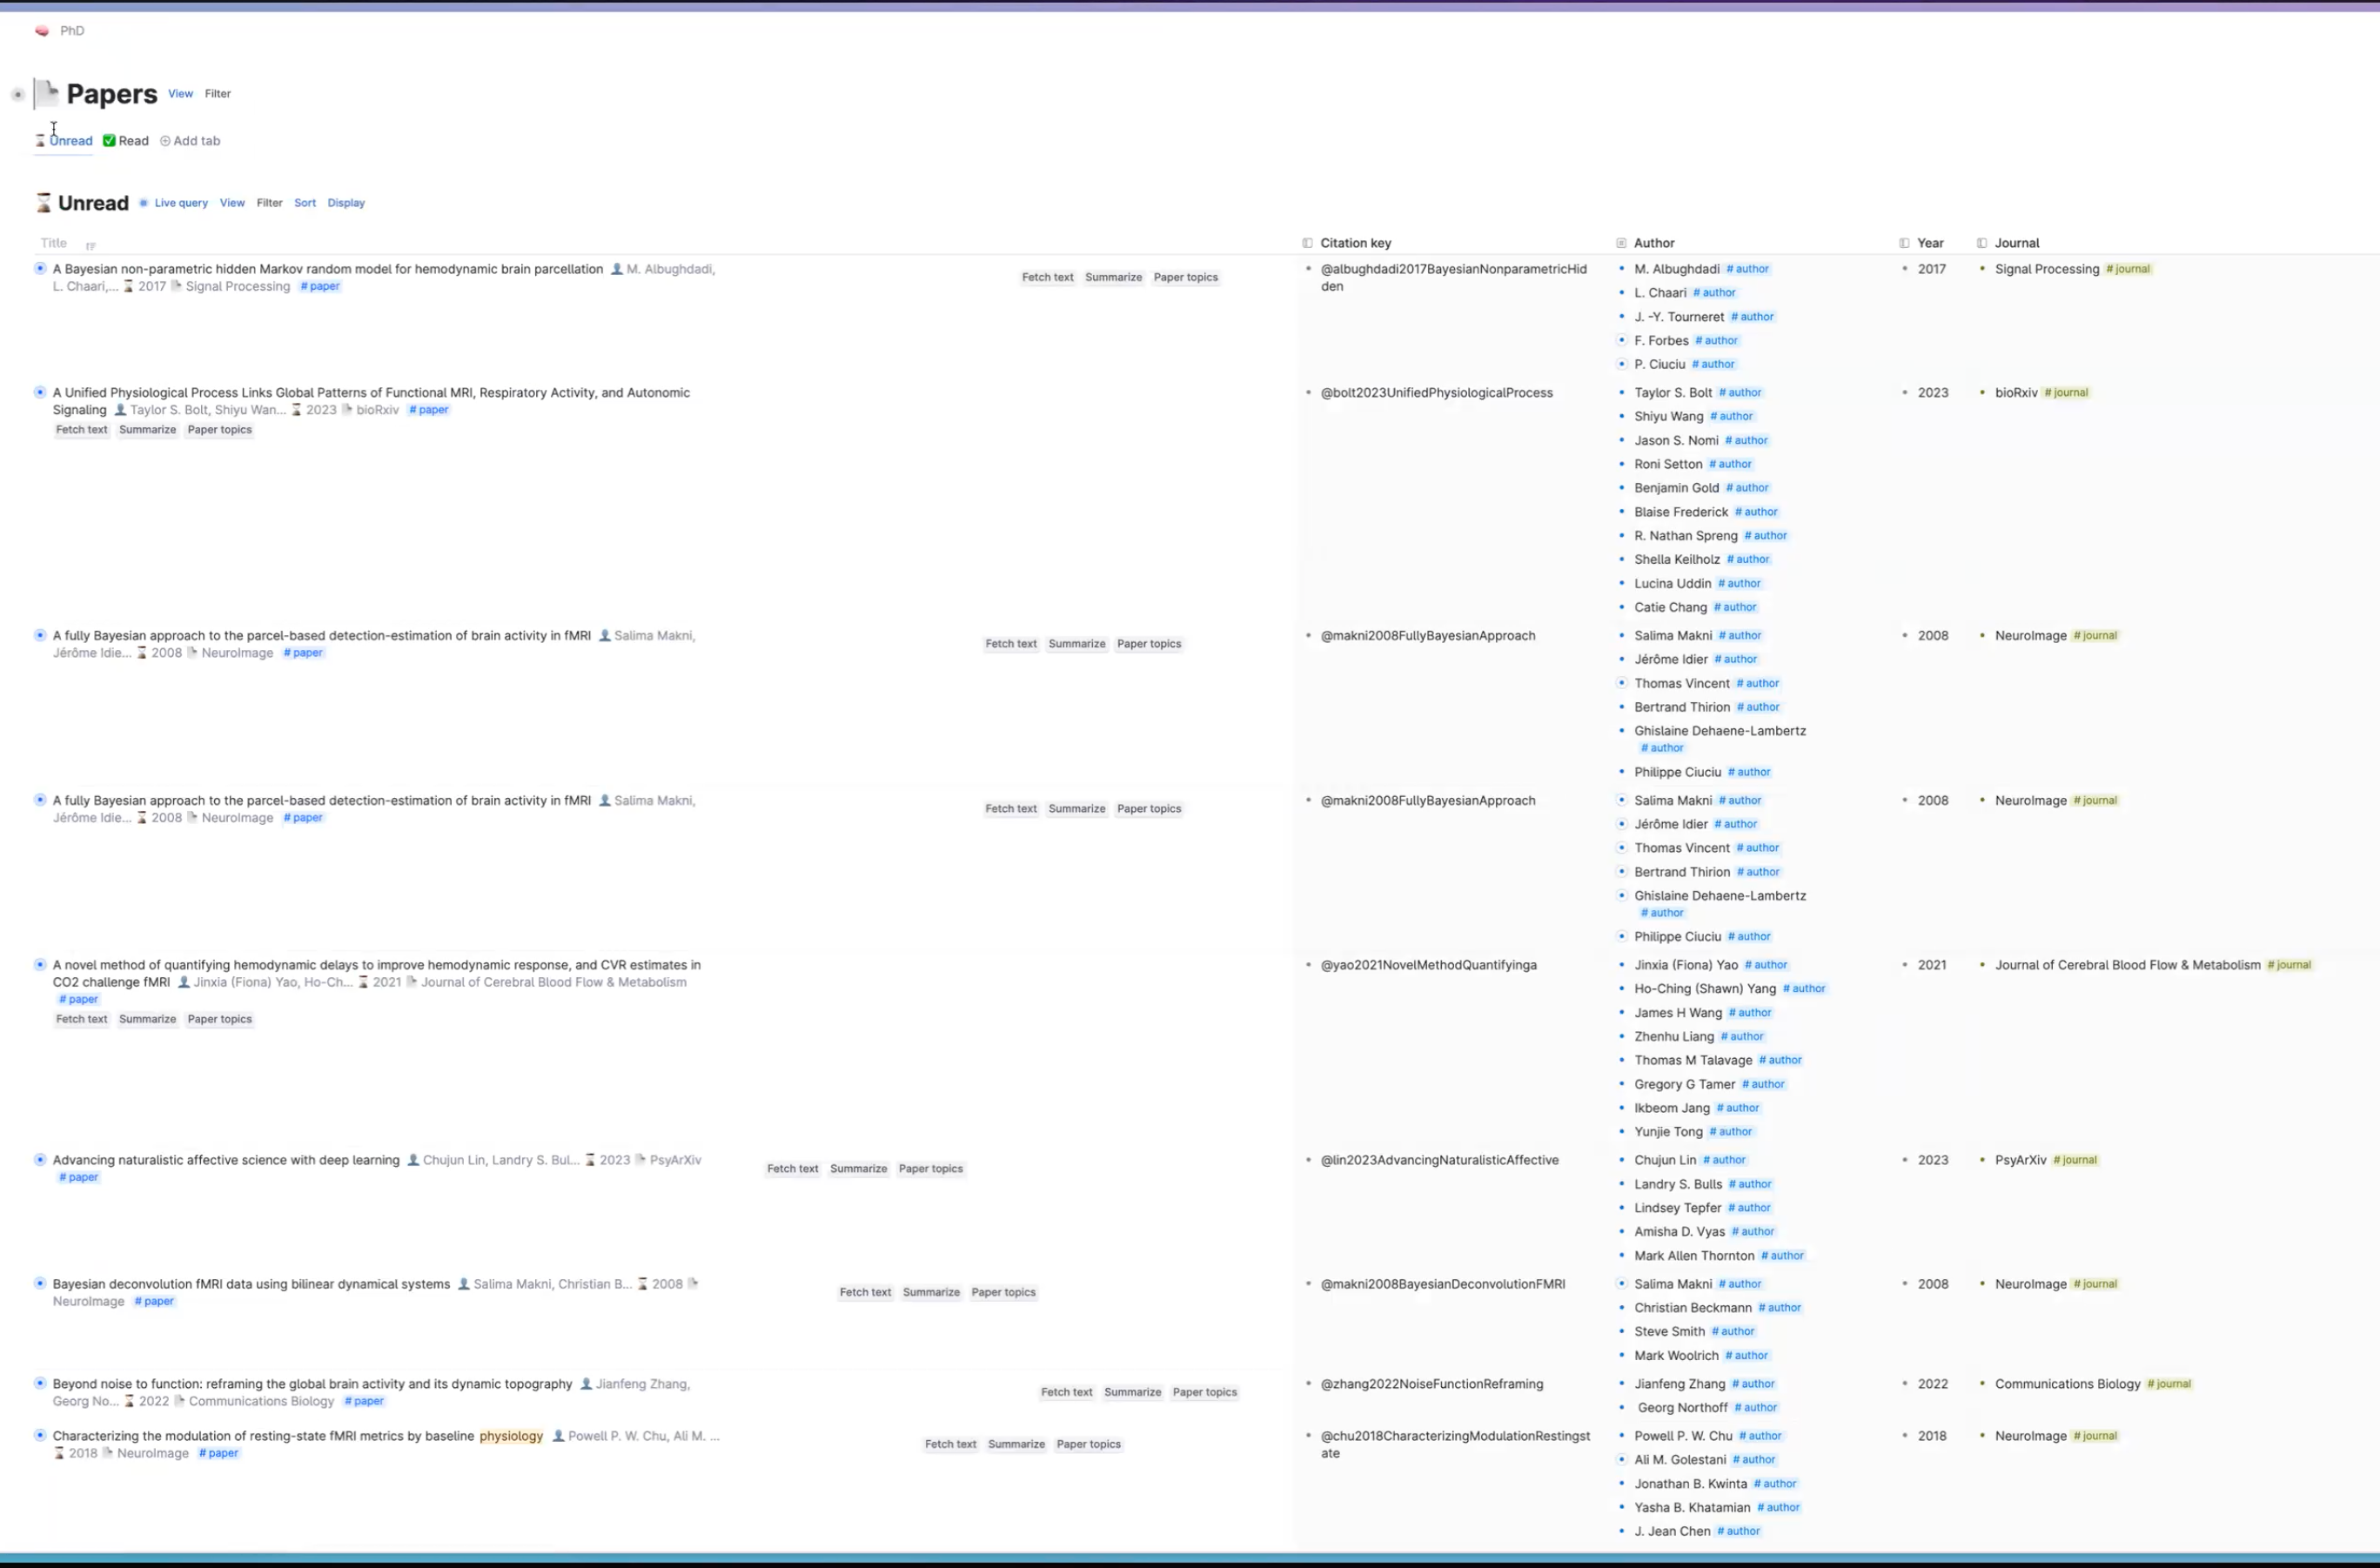 PhD
Papers View Filter
Unread Read Add tab
Unread Live query View Filter Sort Display
Title Citation key Author Year Journal
A Bayesian non-parametric hidden Markov random model for hemodynamic brain parcellation M. Albughdadi,
L. Chaari,... 2017 Signal Processing # paper
Fetch text Summarize Paper topics
@albughdadi2017BayesianNonparametricHid
den
M. Albughdadi # author
L. Chaari # author
J. -Y. Tourneret # author
F. Forbes # author
P. Ciuciu # author
2017
Signal Processing # journal
A Unified Physiological Process Links Global Patterns of Functional MRI, Respiratory Activity, and Autonomic
Signaling Taylor S. Bolt, Shiyu Wan... 2023 bioRxiv # paper
Fetch text Summarize Paper topics
@bolt2023UnifiedPhysiologicalProcess
Taylor S. Bolt # author
Shiyu Wang # author
Jason S. Nomi # author
Roni Setton # author
Benjamin Gold # author
Blaise Frederick # author
R. Nathan Spreng # author
Shella Keilholz # author
Lucina Uddin # author
Catie Chang # author
2023
bioRxiv # journal
A fully Bayesian approach to the parcel-based detection-estimation of brain activity in fMRI Salima Makni,
Jérôme Idie... 2008 NeuroImage # paper
Fetch text Summarize Paper topics
@makni2008FullyBayesianApproach
Salima Makni # author
Jérôme Idier # author
Thomas Vincent # author
Bertrand Thirion # author
Ghislaine Dehaene-Lambertz
# author
Philippe Ciuciu # author
2008
NeuroImage # journal
A fully Bayesian approach to the parcel-based detection-estimation of brain activity in fMRI Salima Makni,
Jérôme Idie... 2008 NeuroImage # paper
Fetch text Summarize Paper topics
@makni2008FullyBayesianApproach
Salima Makni # author
Jérôme Idier # author
Thomas Vincent # author
Bertrand Thirion # author
Ghislaine Dehaene-Lambertz
# author
Philippe Ciuciu # author
2008
NeuroImage # journal
A novel method of quantifying hemodynamic delays to improve hemodynamic response, and CVR estimates in
CO2 challenge fMRI Jinxia (Fiona) Yao, Ho-Ch... 2021 Journal of Cerebral Blood Flow & Metabolism
# paper
Fetch text Summarize Paper topics
@yao2021NovelMethodQuantifyinga
Jinxia (Fiona) Yao # author
Ho-Ching (Shawn) Yang # author
James H Wang # author
Zhenhu Liang # author
Thomas M Talavage # author
Gregory G Tamer # author
Ikbeom Jang # author
Yunjie Tong # author
2021
Journal of Cerebral Blood Flow & Metabolism # journal
Advancing naturalistic affective science with deep learning Chujun Lin, Landry S. Bul... 2023 PsyArXiv
# paper
Fetch text Summarize Paper topics
@lin2023AdvancingNaturalisticAffective
Chujun Lin # author
Landry S. Bulls # author
Lindsey Tepfer # author
Amisha D. Vyas # author
Mark Allen Thornton # author
2023
PsyArXiv # journal
Bayesian deconvolution fMRI data using bilinear dynamical systems Salima Makni, Christian B... 2008
NeuroImage # paper
Fetch text Summarize Paper topics
@makni2008BayesianDeconvolutionFMRI
Salima Makni # author
Christian Beckmann # author
Steve Smith # author
Mark Woolrich # author
2008
NeuroImage # journal
Beyond noise to function: reframing the global brain activity and its dynamic topography Jianfeng Zhang,
Georg No... 2022 Communications Biology # paper
Fetch text Summarize Paper topics
@zhang2022NoiseFunctionReframing
Jianfeng Zhang # author
Georg Northoff # author
2022
Communications Biology # journal
Characterizing the modulation of resting-state fMRI metrics by baseline physiology Powell P. W. Chu, Ali M. ...
2018 NeuroImage # paper
Fetch text Summarize Paper topics
@chu2018CharacterizingModulationRestingst
ate
Powell P. W. Chu # author
Ali M. Golestani # author
Jonathan B. Kwinta # author
Yasha B. Khatamian # author
J. Jean Chen # author
2018
NeuroImage # journal